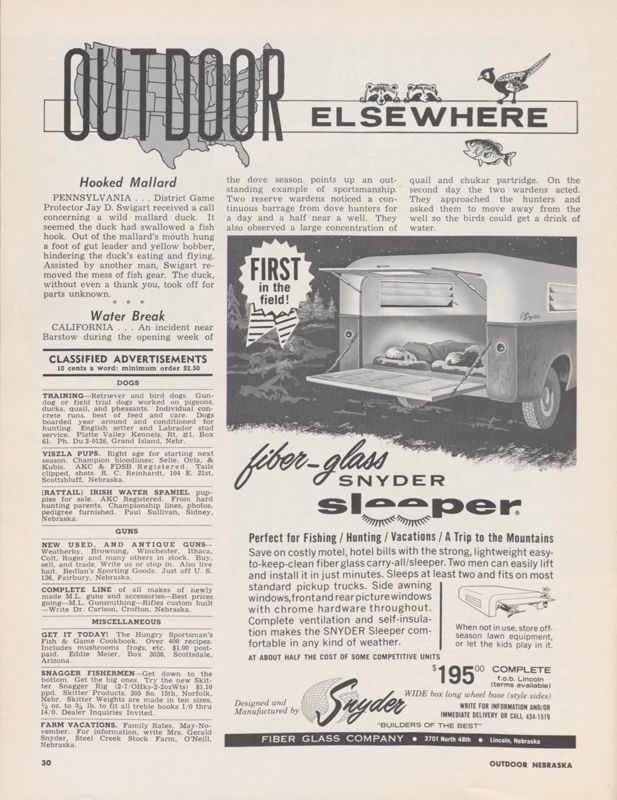 OUTDOOR
ELSEWHERE
Hooked Mallard
PENNSYLVANIA . . . District Game
Protector Jay D. Swigart received a call
concerning a wild mallard duck. It
seemed the duck had swallowed a fish
hook. Out of the mallard's mouth hung
a foot of gut leader and yellow bobber,
hindering the duck's eating and flying.
Assisted by another man, Swigart re-
moved the mess of fish gear. The duck,
without even a thank you, took off for
parts unknown.
* * *
Water Break
CALIFORNIA . . . An incident near
Barstow during the opening week of
the dove season points up an out-
standing example of sportsmanship.
Two reserve wardens noticed a con-
tinuous barrage from dove hunters for
a day and a half near a well. They
also observed a large concentration of
quail and chukar partridge. On the
second day the two wardens acted.
They approached the hunters and
asked them to move away from the
well so the birds could get a drink of
water.
CLASSIFIED ADVERTISEMENTS
10 cents a word: minimum order $2.50
DOGS
TRAINING—Retriever and bird dogs. Gun-
dog or field trial dogs worked on pigeons,
ducks, quail, and pheasants. Individual con-
crete runs, best of feed and care. Dogs
boarded year around and conditioned for
hunting. English setter and Labrador stud
service. Platte Valley Kennels, Rt. #1, Box
61. Ph. Du 2-9126, Grand Island, Nebr.
VISZLA PUPS. Right age for starting next
season. Champion bloodlines; Selle, Ocla, &
Kubis. AKC & FDSB Registered. Tails
clipped, shots. R. C. Reinhardt, 104 E. 21st,
Scottsbluff, Nebraska.
(RATTAIL) IRISH WATER SPANIEL pup-
pies for sale. AKC Registered. From hard
hunting parents. Championship lines, photos,
pedigree furnished. Paul Sullivan, Sidney,
Nebraska.
GUNS
NEW USED, AND ANTIQUE GUNS—
Weatherby, Browning, Winchester, Ithaca,
Colt, Ruger and many others in stock. Buy,
sell, and trade. Write us or stop in. Also live
bait. Bedlan's Sporting Goods. Just off U. S.
136, Fairbury, Nebraska.
COMPLETE LINE of all makes of newly
made M.L. guns and accessories—Best prices
going—M.L. Gunsmithing—Rifles custom built
—Write Dr. Carlson, Crofton, Nebraska.
MISCELLANEOUS
GET IT TODAY! The Hungry Sportsman's
Fish & Game Cookbook. Over 400 recipes.
Includes mushrooms frogs, etc. $1.00 post-
paid. Eddie Meier, Box 3030, Scottsdale,
Arizona.
SNAGGER FISHERMEN—Get down to the
bottom. Get the big ones. Try the new Skit-
ter Snagger Rig (2-7/OHks-2-2ozWts) $1.10
ppd. Skitter Products, 205 So. 15th, Norfolk,
Nebr. Skitter Weights are made in ten sizes,
14/0. Dealer Inquiries Invited.
FARM VACATIONS. Family Rates. May-No-
vember. For information, write Mrs. Gerald
Snyder, Steel Creek Stock Farm, O'Neill,
Nebraska.
FIRST
in the
field!
Snyder
fiber-glass
SNYDER
sleeper®
Perfect for Fishing / Hunting / Vacations / A Trip to the Mountains
Save on costly motel, hotel bills with the strong, lightweight easy-
to-keep-clean fiber glass carry-all/sleeper. Two men can easily lift
and install it in just minutes. Sleeps at least two and fits on most
standard pickup trucks. Side awning
windows, front and rear picture windows
with chrome hardware throughout.
Complete ventilation and self-insula-
tion makes the SNYDER Sleeper com-
fortable in any kind of weather.
When not in use, store off-
season lawn equipment,
or let the kids play in it.
AT ABOUT HALF THE COST OF SOME COMPETITIVE UNITS
$195.00 COMPLETE
f.o.b. Lincoln
(terms available)
WIDE box long wheel base (style sides)
Designed and
Manufactured by
Snyder
WRITE FOR INFORMATION AND/OR
IMMEDIATE DELIVERY OR CALL 434-1519
"BUILDERS OF THE BEST"
FIBER GLASS COMPANY • 3701 North 48th • Lincoln, Nebraska
30
OUTDOOR NEBRASKA